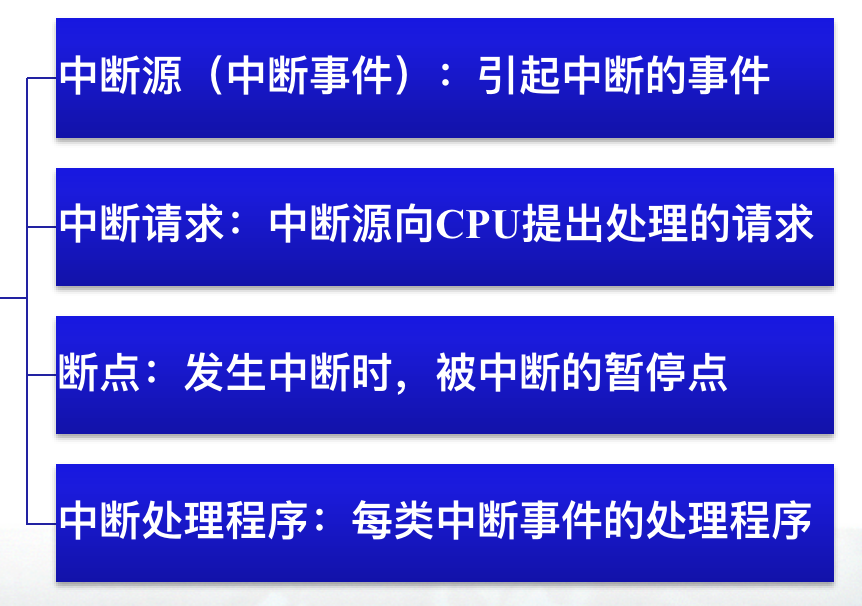 中断源（中断事件）：引起中断的事件
中断请求：中断源向CPU提出处理的请求
断点：发生中断时，被中断的暂停点
中断处理程序：每类中断事件的处理程序